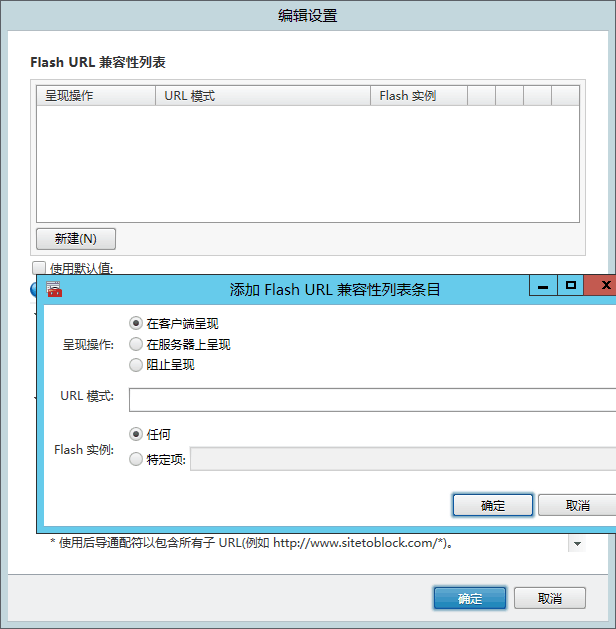 编辑设置
Flash URL 兼容性列表
呈现操作 URL 模式 Flash 实例
新建(N)
使用默认值:
添加 Flash URL 兼容性列表条目
在客户端呈现
呈现操作: 在服务器上呈现
阻止呈现
URL 模式:
任何
Flash 实例:
特定项:
确定 取消
* 使用后导通配符以包含所有子 URL(例如 http://www.sitetoblock.com/*)。
确定 取消